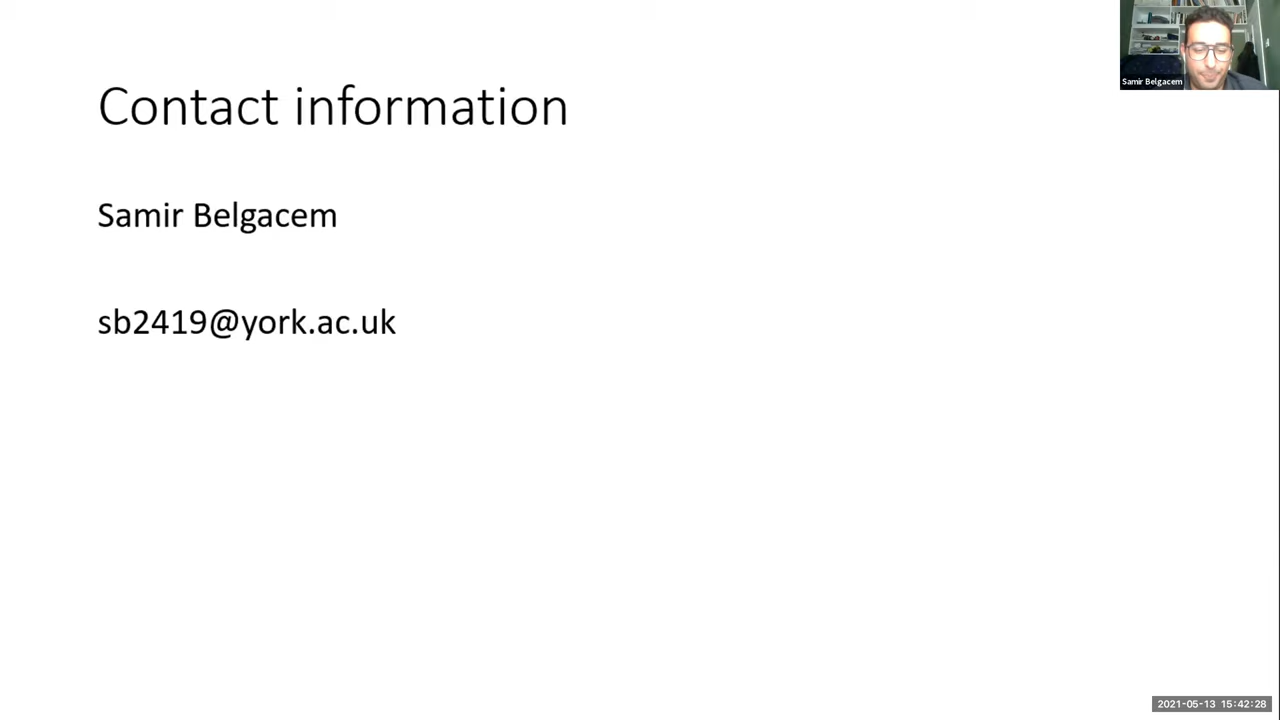 Contact information
Samir Belgacem
sb2419@york.ac.uk
Samir Belgacem
2021-05-13 15:42:28